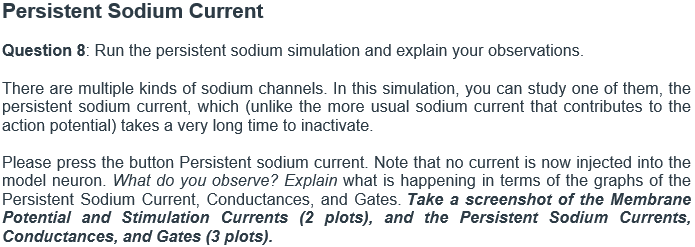 Persistent Sodium Current
Question 8: Run the persistent sodium simulation and explain your observations.
There are multiple kinds of sodium channels. In this simulation, you can study one of them, the
persistent sodium current, which (unlike the more usual sodium current that contributes to the
action potential) takes a very long time to inactivate.
Please press the button Persistent sodium current. Note that no current is now injected into the
model neuron. What do you observe? Explain what is happening in terms of the graphs of the
Persistent Sodium Current, Conductances, and Gates. Take a screenshot of the Membrane
Potential and Stimulation Currents (2 plots), and the Persistent Sodium Currents,
Conductances, and Gates (3 plots).